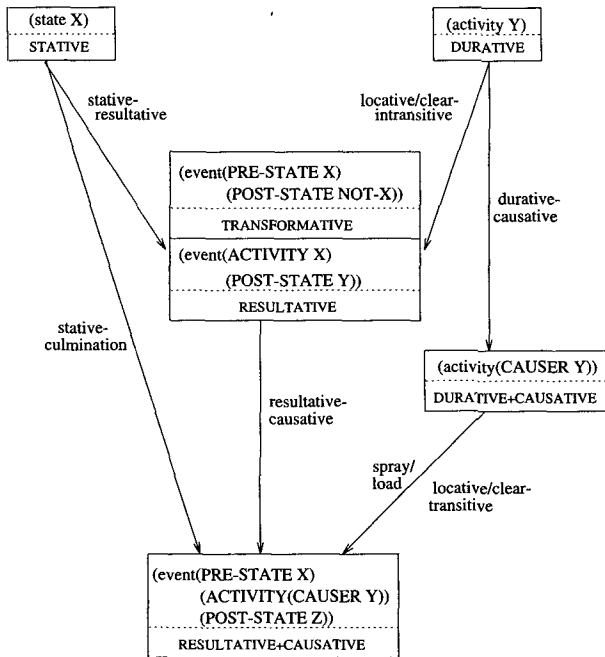 (state X)
STATIVE
(activity Y)
DURATIVE
stative-
resultative
locative/clear-
intransitive
(event(PRE-STATE X)
(POST-STATE NOT-X))
TRANSFORMATIVE
(event(ACTIVITY X)
(POST-STATE Y))
RESULTATIVE
durative-
causative
stative-
culmination
resultative-
causative
(activity(CAUSER Y))
DURATIVE+CAUSATIVE
spray/
load
locative/clear-
transitive
(event(PRE-STATE X)
(ACTIVITY(CAUSER Y))
(POST-STATE Z))
RESULTATIVE+CAUSATIVE